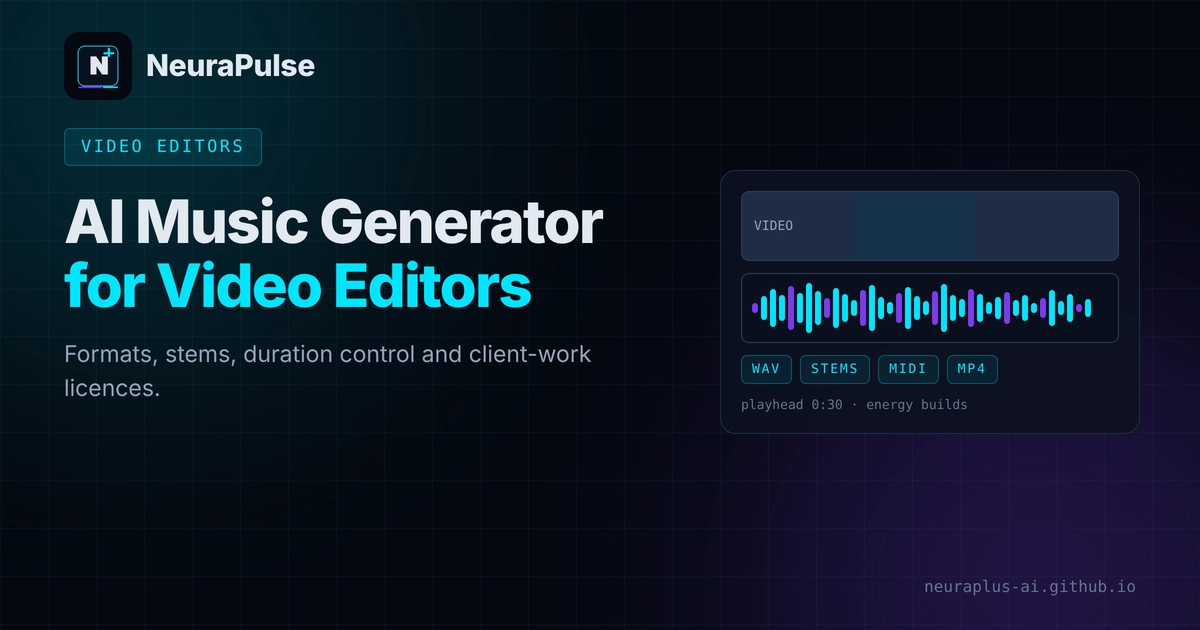 N+
NeuraPulse
VIDEO EDITORS
AI Music Generator
for Video Editors
Formats, stems, duration control and client-work
licences.
VIDEO
WAV STEMS MIDI MP4
playhead 0:30 · energy builds
neuraplus-ai.github.io